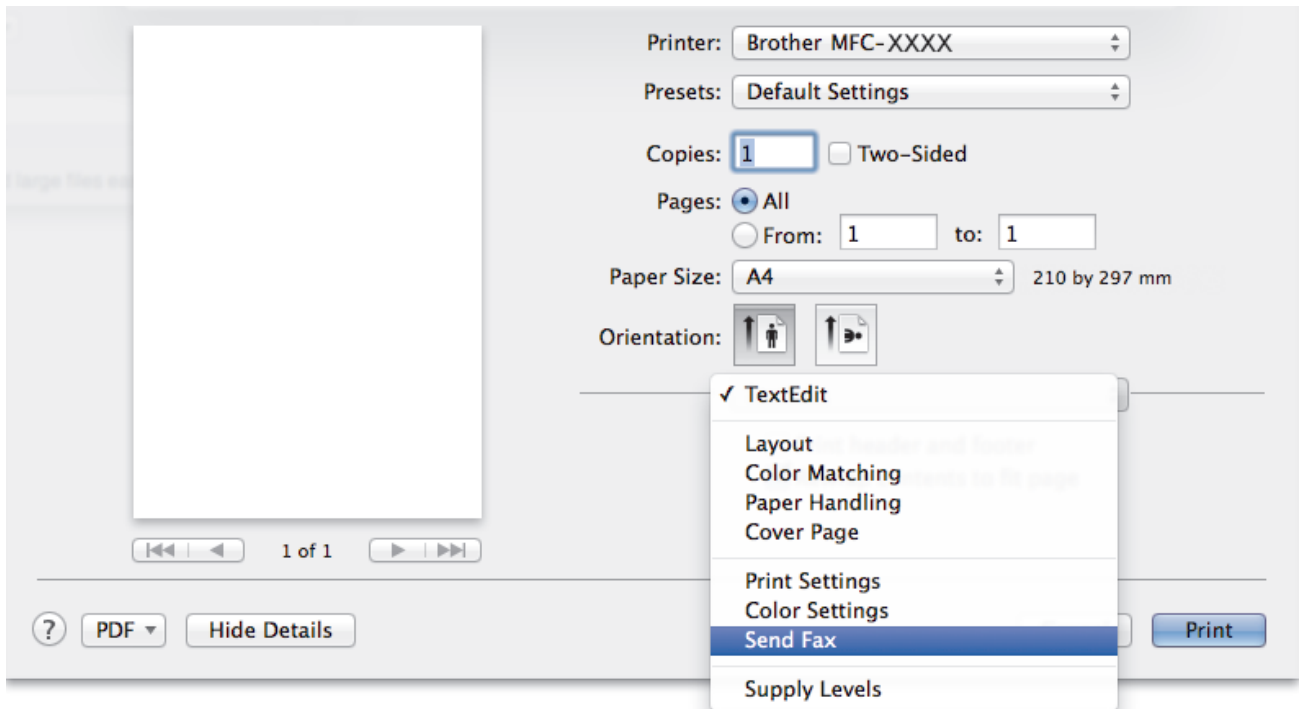 Printer: Brother MFC-XXXX
Presets: Default Settings
Copies: 1 Two-Sided
Pages: All
From: 1 to: 1
Paper Size: A4 210 by 297 mm
Orientation:
✓ TextEdit
Layout
Color Matching
Paper Handling
Cover Page
1 of 1
Print Settings
Color Settings
? PDF Hide Details Print
Send Fax
Supply Levels